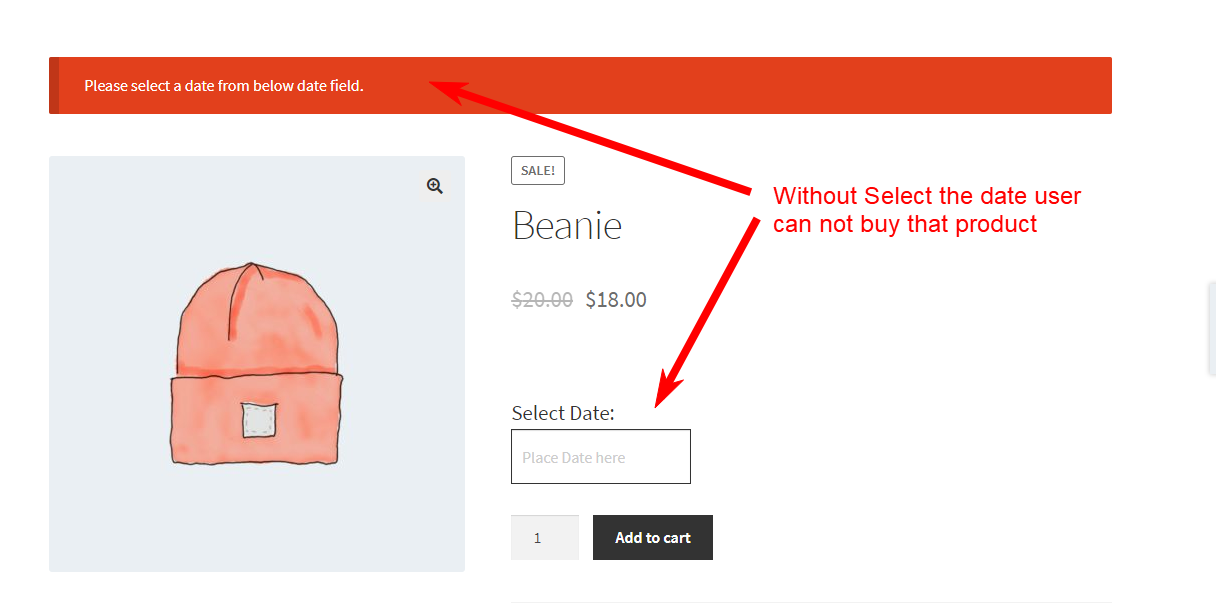 Please select a date from below date field.
SALE!
Without Select the date user
can not buy that product
Beanie
$20.00 $18.00
Select Date:
Place Date here
1
Add to cart